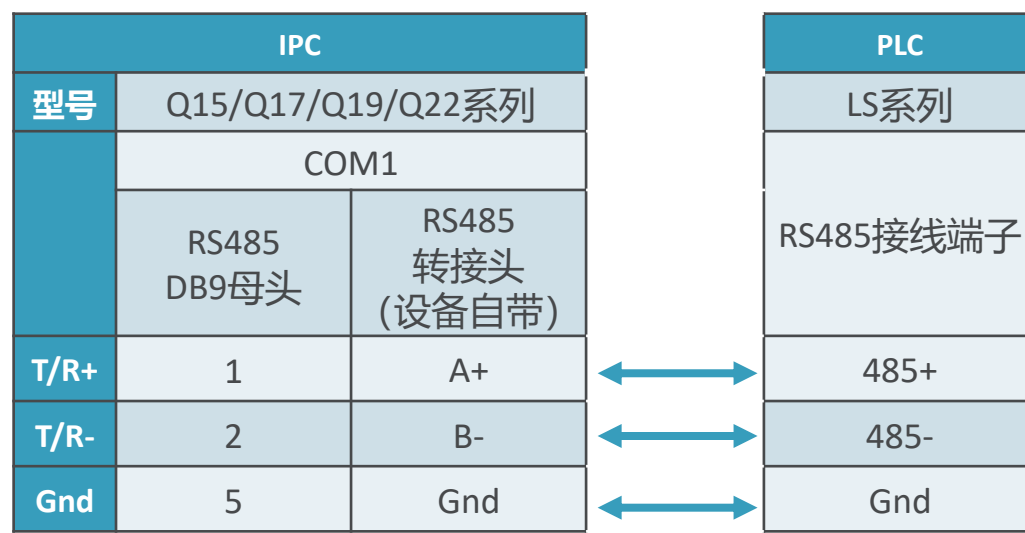 IPC
PLC
型号
Q15/Q17/Q19/Q22系列
LS系列
COM1
RS485
DB9母头
RS485
转接头
(设备自带)
RS485接线端子
T/R+
1
A+
485+
T/R-
2
B-
485-
Gnd
5
Gnd
Gnd